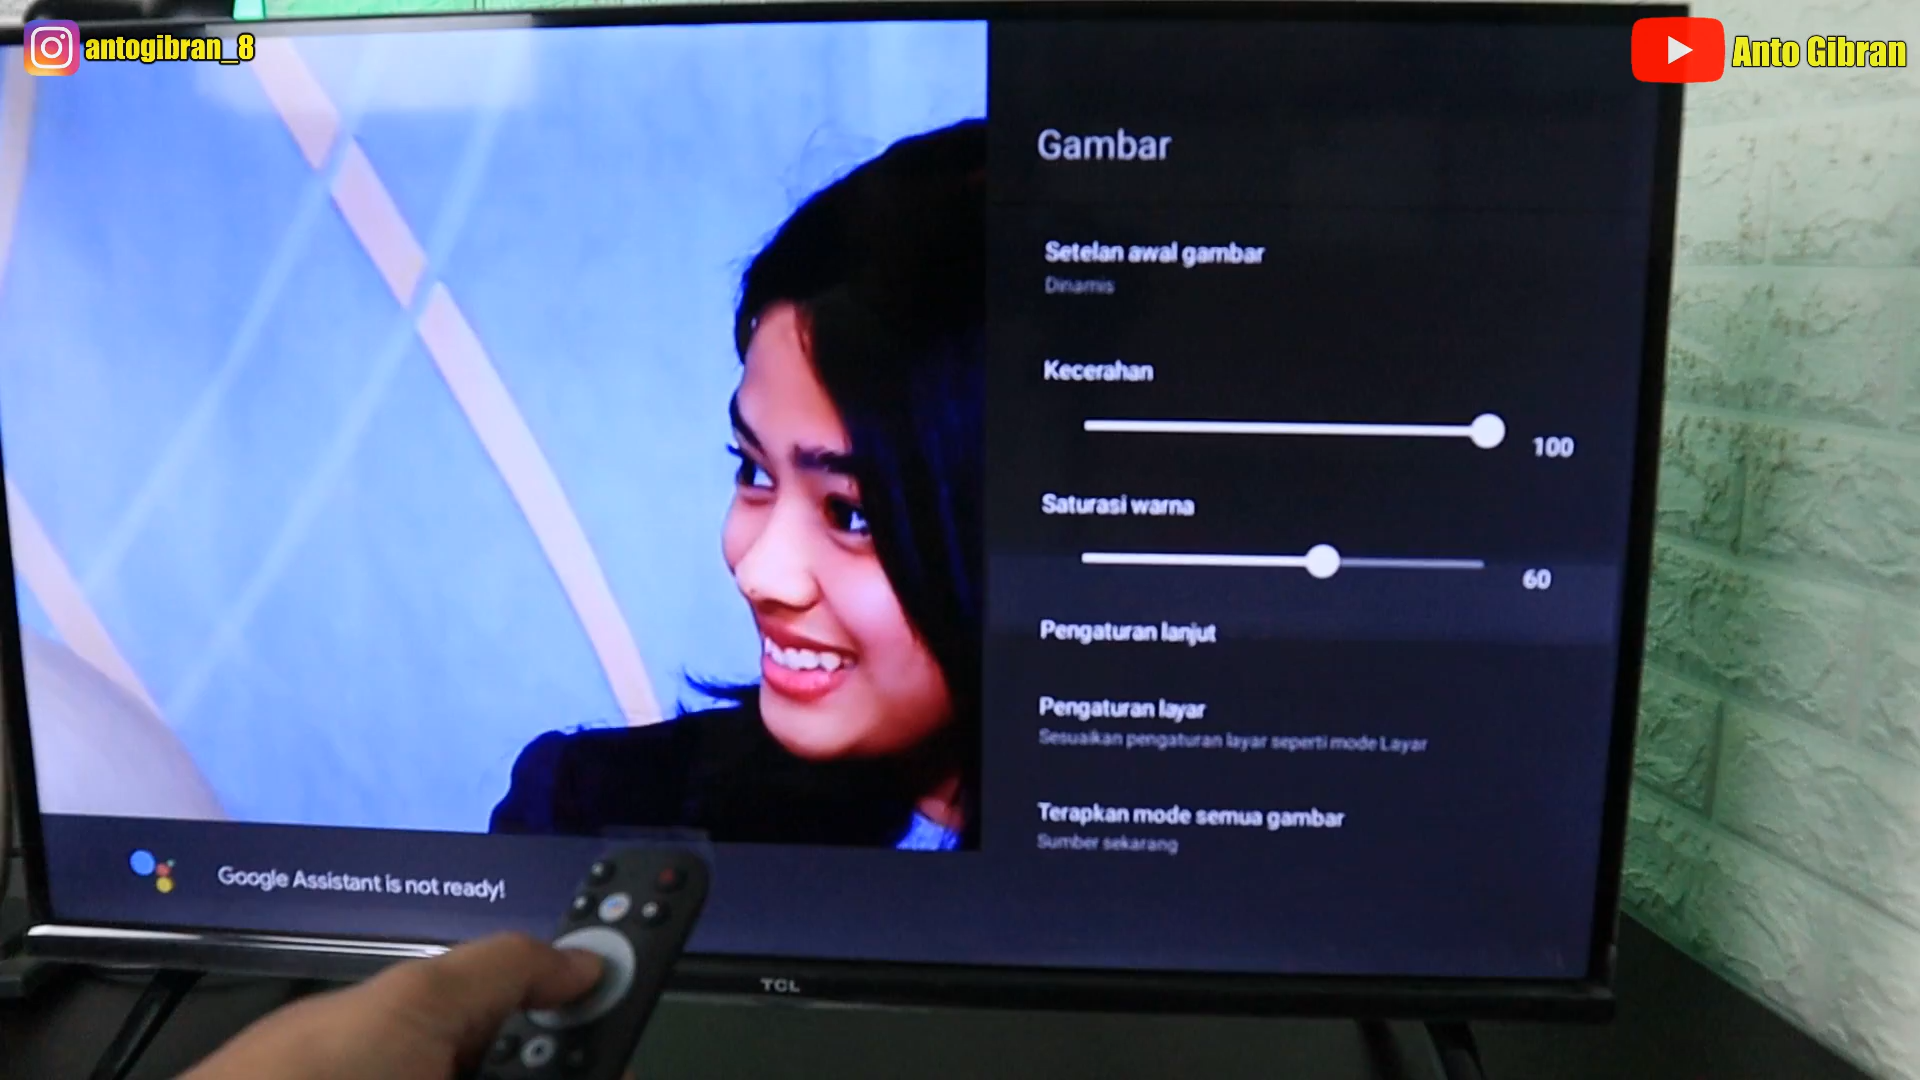 antogibran_8
Anto Gibran
Gambar
Setelan awal gambar
Dinamis
Kecerahan
100
Saturasi warna
60
Pengaturan lanjut
Pengaturan layar
Sesuaikan pengaturan layar seperti mode Layar
Terapkan mode semua gambar
Sumber sekarang
Google Assistant is not ready!
TCL